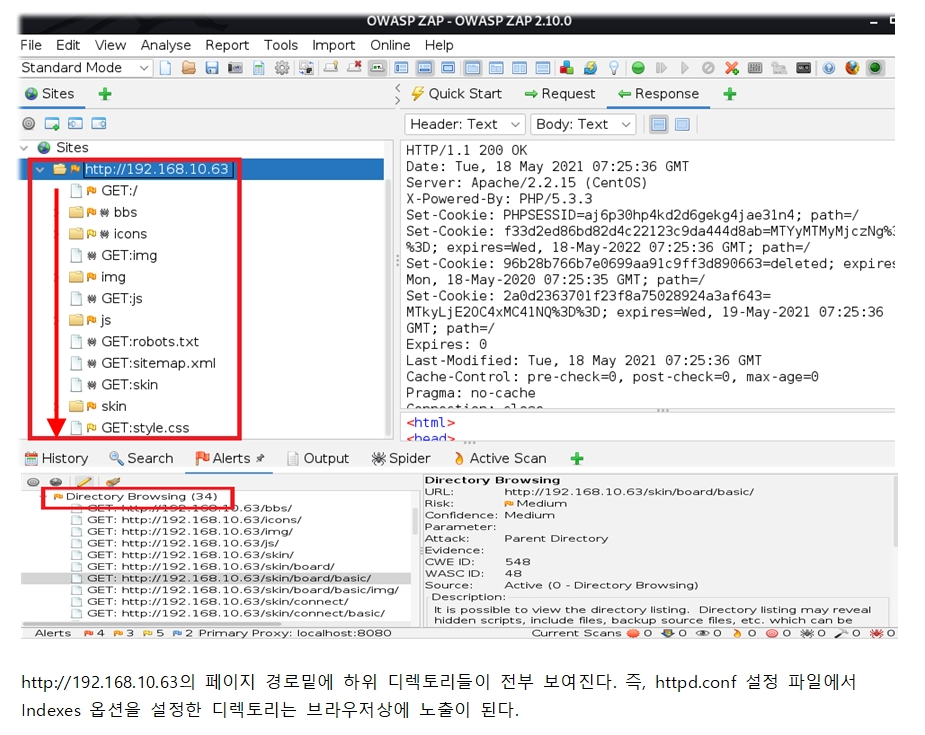 OWASP ZAP - OWASP ZAP 2.10.0
File Edit View Analyse Report Tools Import Online Help
Standard Mode
Sites
Quick Start Request Response
Header: Text Body: Text
Sites
http://192.168.10.63
GET:/
bbs
icons
GET:img
img
GET:js
js
GET:robots.txt
GET:sitemap.xml
GET:skin
skin
GET:style.css
HTTP/1.1 200 OK
Date: Tue, 18 May 2021 07:25:36 GMT
Server: Apache/2.2.15 (CentOS)
X-Powered-By: PHP/5.3.3
Set-Cookie: PHPSESSID=aj6p30hp4kd2d6gekg4jae31n4; path=/
Set-Cookie: f33d2ed86bd82d4c22123c9da444d8ab=MTYyMTMyMjczNg%3
%3D; expires=Wed, 18-May-2022 07:25:36 GMT; path=/
Set-Cookie: 96b28b766b7e0699aa91c9ff3d890663=deleted; expires
Mon, 18-May-2020 07:25:35 GMT; path=/
Set-Cookie: 2a0d2363701f23f8a75028924a3af643=
MTkyLjE2OC4xMC41NQ%3D%3D; expires=Wed, 19-May-2021 07:25:36
GMT; path=/
Expires: 0
Last-Modified: Tue, 18 May 2021 07:25:36 GMT
Cache-Control: pre-check=0, post-check=0, max-age=0
Pragma: no-cache
Connection: close
<html>
<head>
History Search Alerts Output Spider Active Scan
Directory Browsing (34)
GET: http://192.168.10.63/bbs/
GET: http://192.168.10.63/icons/
GET: http://192.168.10.63/img/
GET: http://192.168.10.63/js/
GET: http://192.168.10.63/skin/
GET: http://192.168.10.63/skin/board/
GET: http://192.168.10.63/skin/board/basic/
GET: http://192.168.10.63/skin/board/basic/img/
GET: http://192.168.10.63/skin/connect/
GET: http://192.168.10.63/skin/connect/basic/
Directory Browsing
URL: http://192.168.10.63/skin/board/basic/
Risk: Medium
Confidence: Medium
Parameter:
Attack: Parent Directory
Evidence:
CWE ID: 548
WASC ID: 48
Source: Active (0 - Directory Browsing)
Description:
It is possible to view the directory listing. Directory listing may reveal
hidden scripts, include files, backup source files, etc. which can be
Alerts 4 3 5 2 Primary Proxy: localhost:8080 Current Scans 0 0 0 0 0 0 0 0
http://192.168.10.63의 페이지 경로밑에 하위 디렉토리들이 전부 보여진다. 즉, httpd.conf 설정 파일에서
Indexes 옵션을 설정한 디렉토리는 브라우저상에 노출이 된다.